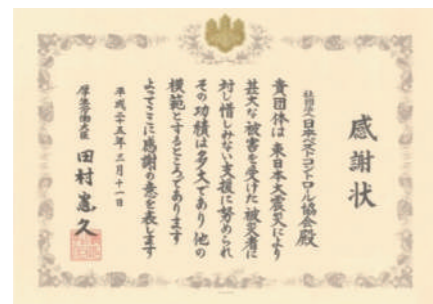 感謝状
社団法人日本ペストコントロール協会殿
貴団体は東日本大震災により
甚大な被害を受けた被災者に
対し惜しみない支援に努められ
その功績は多大であり他の
模範とするところであります
よってここに感謝の意を表します
平成二十五年三月十一日
厚生労働大臣 田村憲久